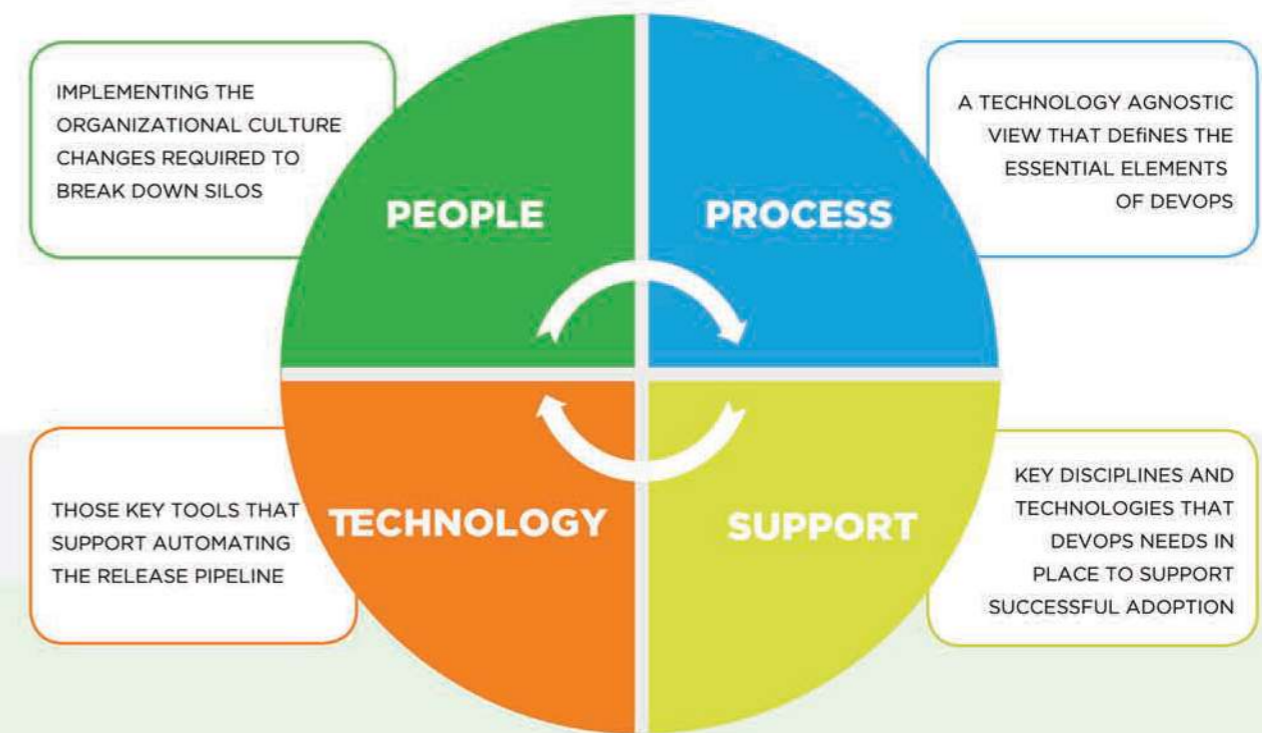 IMPLEMENTING THE
ORGANIZATIONAL CULTURE
CHANGES REQUIRED TO
BREAK DOWN SILOS
PEOPLE
PROCESS
A TECHNOLOGY AGNOSTIC
VIEW THAT DEfiNES THE
ESSENTIAL ELEMENTS
OF DEVOPS
THOSE KEY TOOLS THAT
SUPPORT AUTOMATING
THE RELEASE PIPELINE
TECHNOLOGY
SUPPORT
KEY DISCIPLINES AND
TECHNOLOGIES THAT
DEVOPS NEEDS IN
PLACE TO SUPPORT
SUCCESSFUL ADOPTION